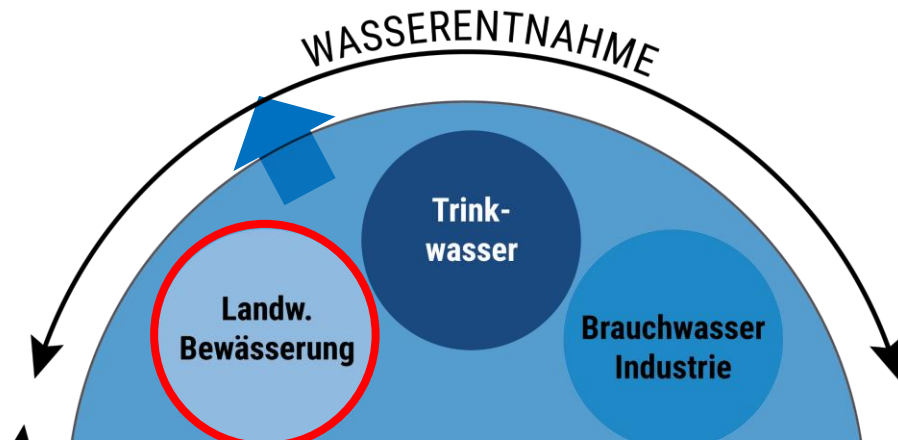 WASSERENTNAHME
Trink-
wasser
Landw.
Bewässerung
Brauchwasser
Industrie